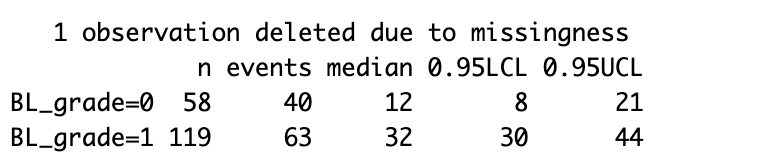 1 observation deleted due to missingness
n events median 0.95LCL 0.95UCL
BL_grade=0 58 40 12 8 21
BL_grade=1 119 63 32 30 44